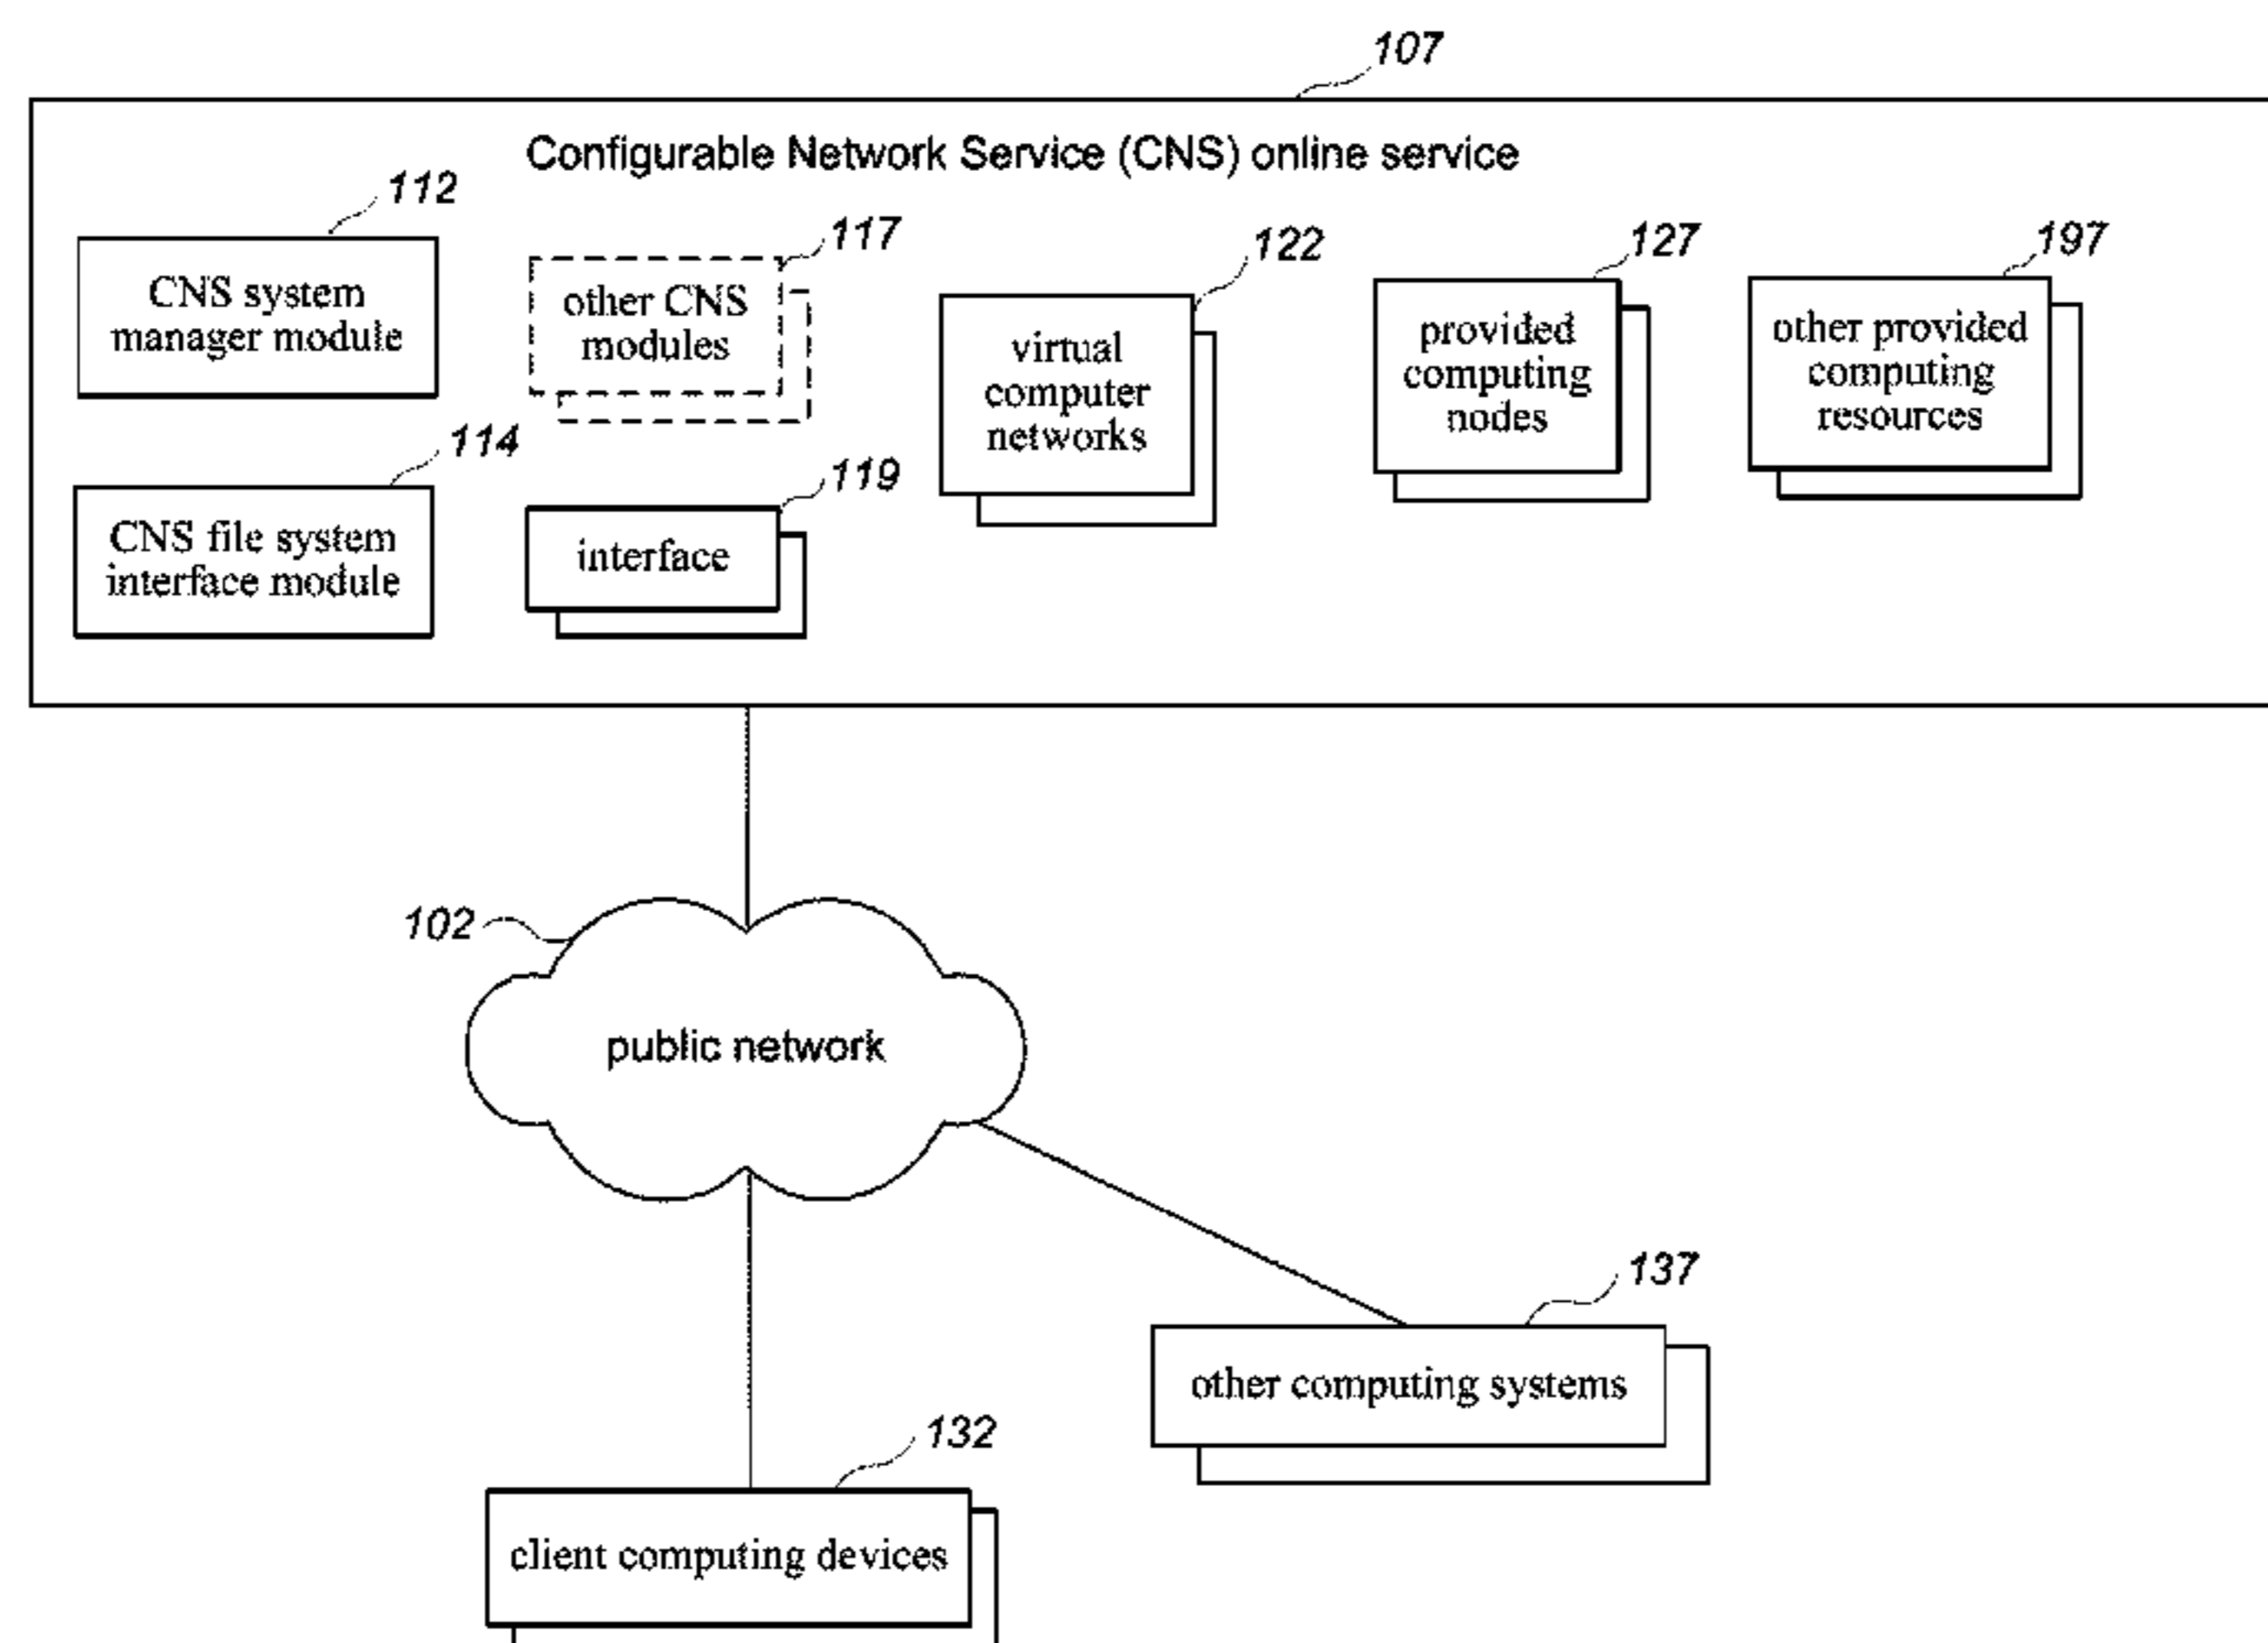 107
Configurable Network Service (CNS) online service
112
CNS system
manager module
117
other CNS
modules
122
virtual
computer
networks
127
provided
computing
nodes
197
other provided
computing
resources
114
CNS file system
interface module
119
interface
102
public network
137
other computing systems
132
client computing devices